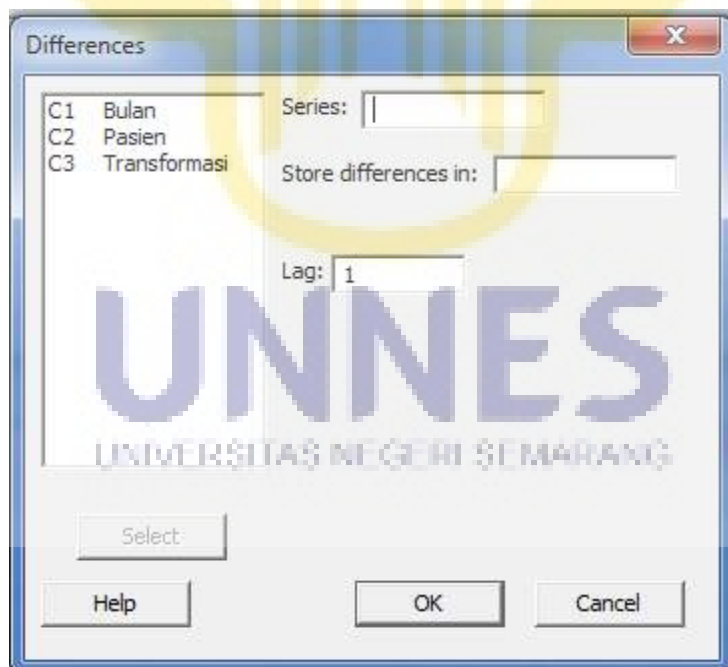 Differences
C1 Bulan
C2 Pasien
C3 Transformasi
Series:
Store differences in:
Lag: 1
UNNES
UNIVERSITAS NEGERI SEMARANG
Select
Help
OK
Cancel